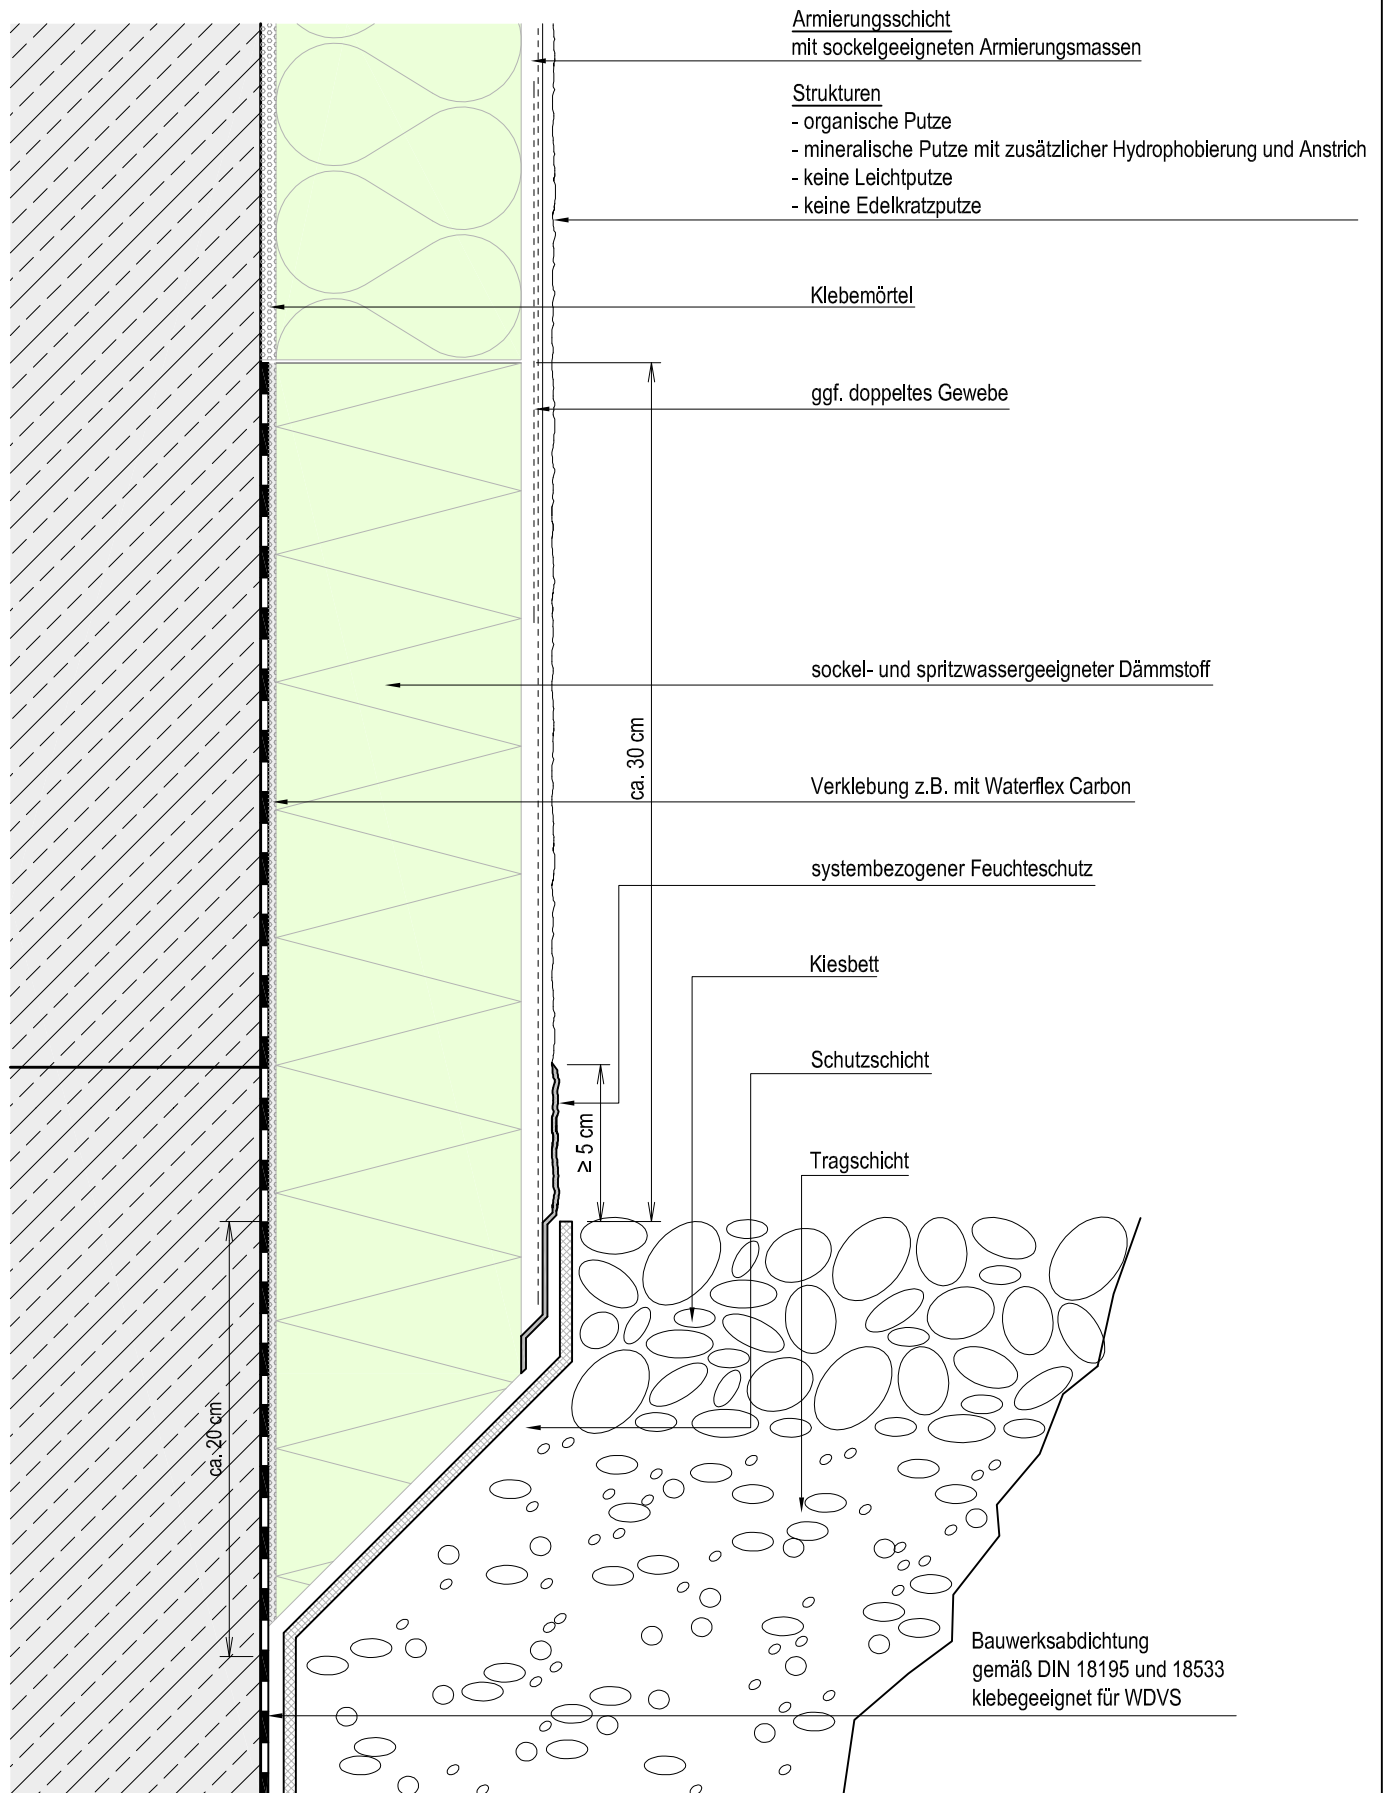 Armierungsschicht
mit sockelgeeigneten Armierungsmassen
Strukturen
- organische Putze
- mineralische Putze mit zusätzlicher Hydrophobierung und Anstrich
- keine Leichtputze
- keine Edelkratzputze
Klebemörtel
ggf. doppeltes Gewebe
sockel- und spritzwassergeeigneter Dämmstoff
ca. 30 cm
Verklebung z.B. mit Waterflex Carbon
systembezogener Feuchteschutz
Kiesbett
Schutzschicht
≥ 5 cm
Tragschicht
ca. 20 cm
Bauwerksabdichtung
gemäß DIN 18195 und 18533
klebegeeignet für WDVS